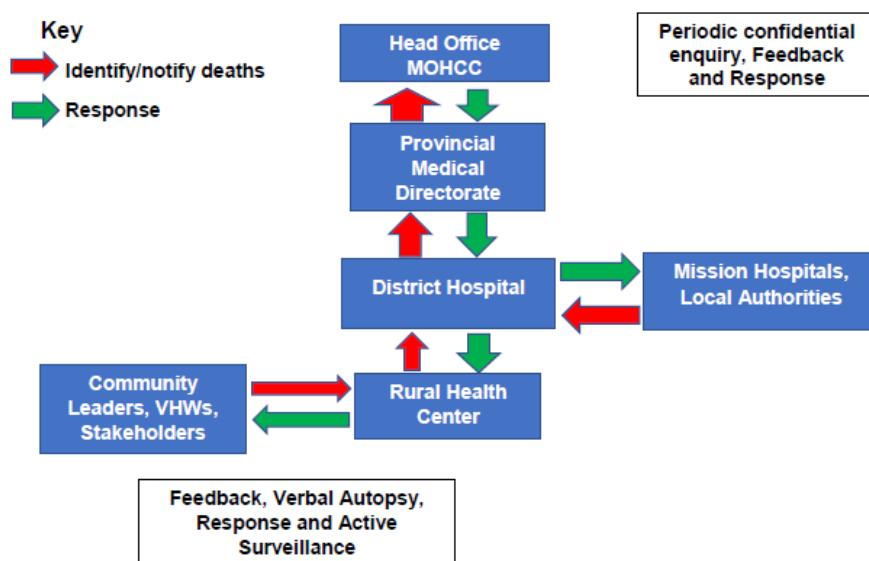 Key
Identify/notify deaths
Response
Head Office
MOHCC
Periodic confidential
enquiry, Feedback
and Response
Provincial
Medical
Directorate
District Hospital
Mission Hospitals,
Local Authorities
Community
Leaders, VHWs,
Stakeholders
Rural Health
Center
Feedback, Verbal Autopsy,
Response and Active
Surveillance